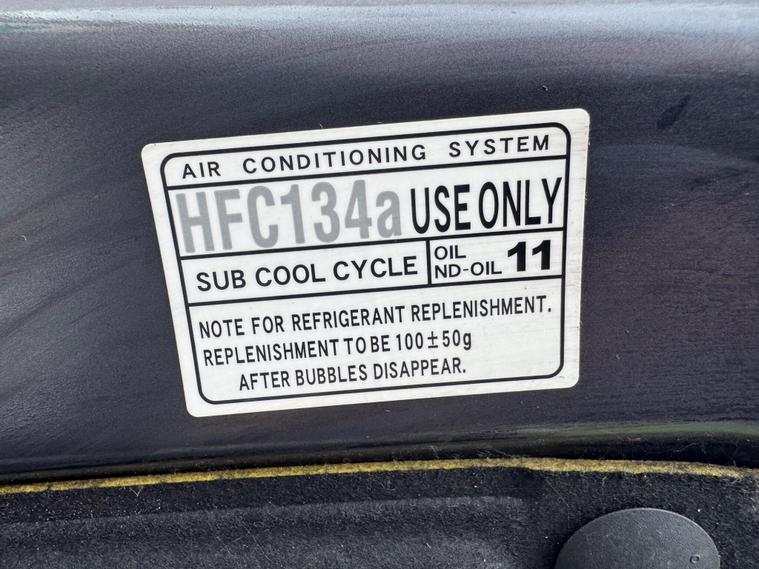 AIR CONDITIONING SYSTEM
HFC134a USE ONLY
SUB COOL CYCLE
OIL
ND-OIL 11
NOTE FOR REFRIGERANT REPLENISHMENT.
REPLENISHMENT TO BE 100±50g
AFTER BUBBLES DISAPPEAR.